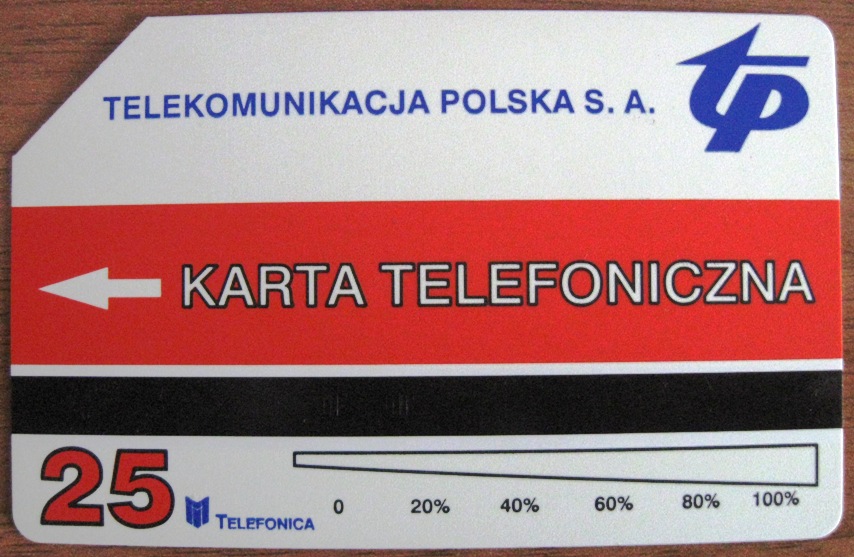 TELEKOMUNIKACJA POLSKA S. A.
tp
KARTA TELEFONICZNA
25
TELEFONICA
0 20% 40% 60% 80% 100%